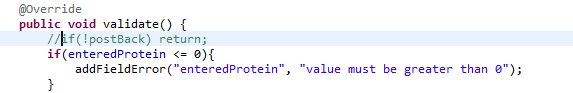 @Override
public void validate() {
//if(!postBack) return;
if(enteredProtein <= 0){
addFieldError("enteredProtein", "value must be greater than 0");
}